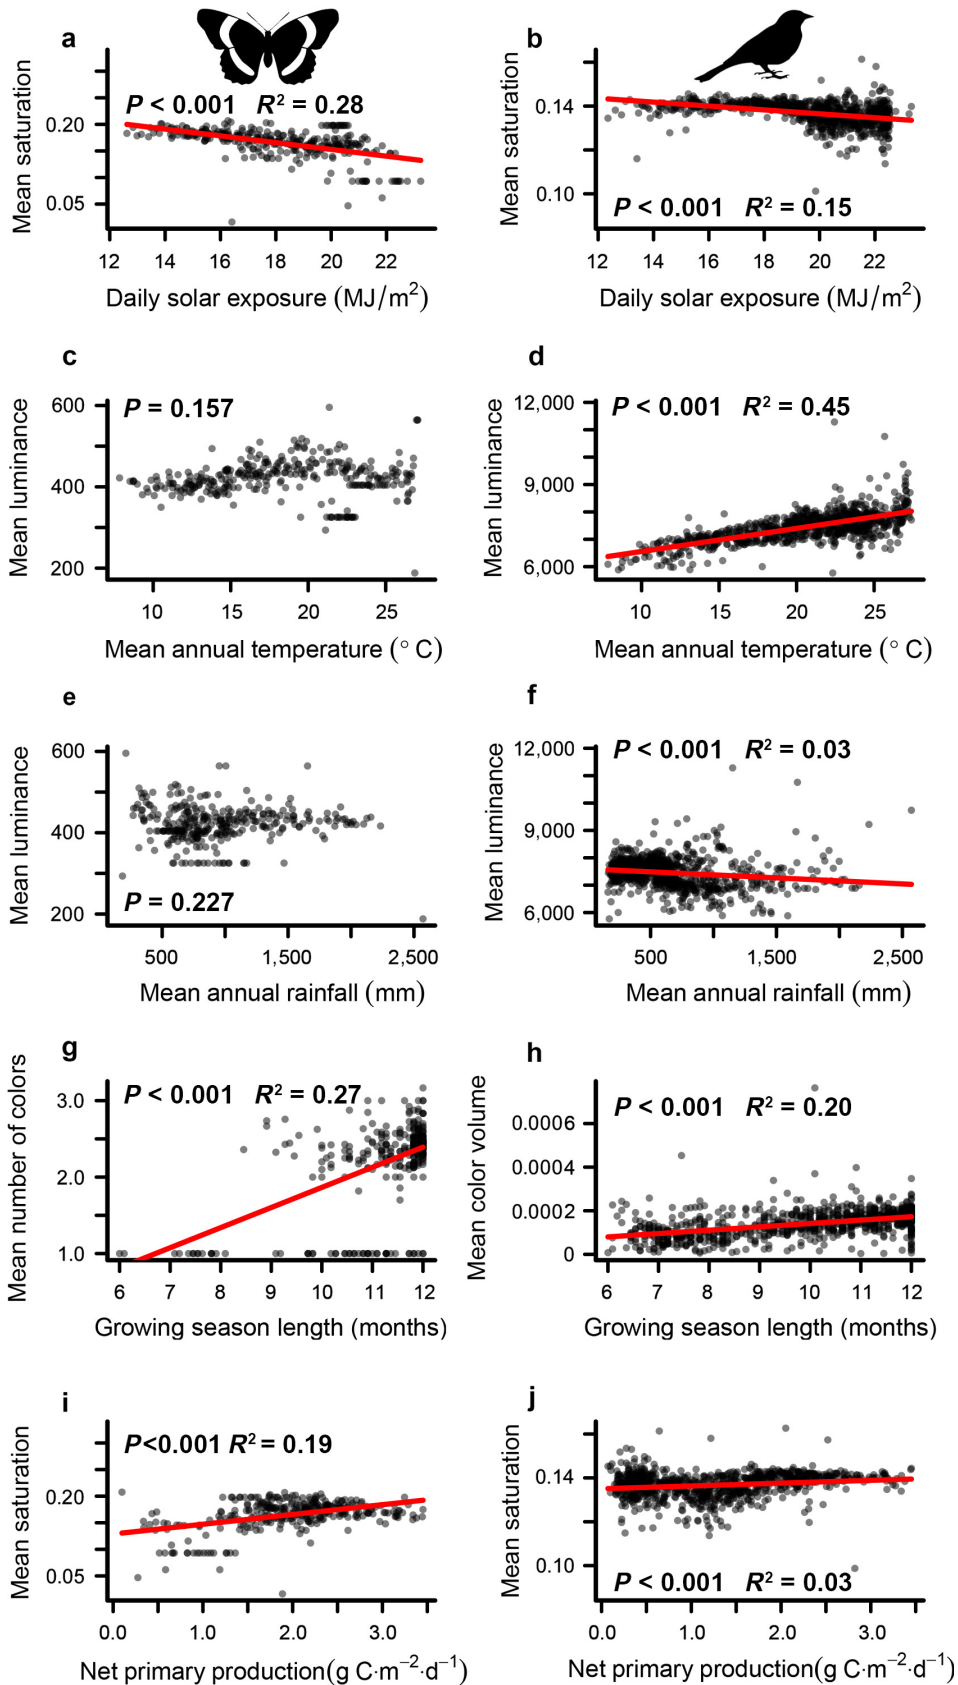 a
P < 0.001 R² = 0.28
Mean saturation
0.20
0.05
12 14 16 18 20 22
Daily solar exposure (MJ/m²)
b
Mean saturation
0.14
0.10
P < 0.001 R² = 0.15
12 14 16 18 20 22
Daily solar exposure (MJ/m²)
c
P = 0.157
Mean luminance
600
400
200
10 15 20 25
Mean annual temperature (° C)
d
P < 0.001 R² = 0.45
Mean luminance
12,000
9,000
6,000
10 15 20 25
Mean annual temperature (° C)
e
Mean luminance
600
400
200
P = 0.227
500 1,500 2,500
Mean annual rainfall (mm)
f
P < 0.001 R² = 0.03
Mean luminance
12,000
9,000
6,000
500 1,500 2,500
Mean annual rainfall (mm)
g
P < 0.001 R² = 0.27
Mean number of colors
3.0
2.0
1.0
6 7 8 9 10 11 12
Growing season length (months)
h
P < 0.001 R² = 0.20
Mean color volume
0.0006
0.0004
0.0002
0
6 7 8 9 10 11 12
Growing season length (months)
i
P<0.001 R² = 0.19
Mean saturation
0.20
0.05
0.0 1.0 2.0 3.0
Net primary production(g C·m⁻²·d⁻¹)
j
Mean saturation
0.14
0.10
P < 0.001 R² = 0.03
0.0 1.0 2.0 3.0
Net primary production(g C·m⁻²·d⁻¹)